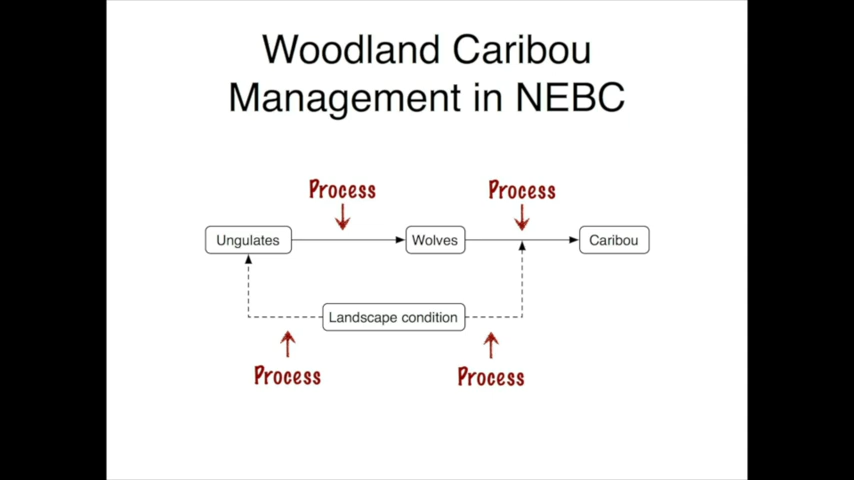 Woodland Caribou
Management in NEBC
Process
Process
Ungulates
Wolves
Caribou
Landscape condition
Process
Process